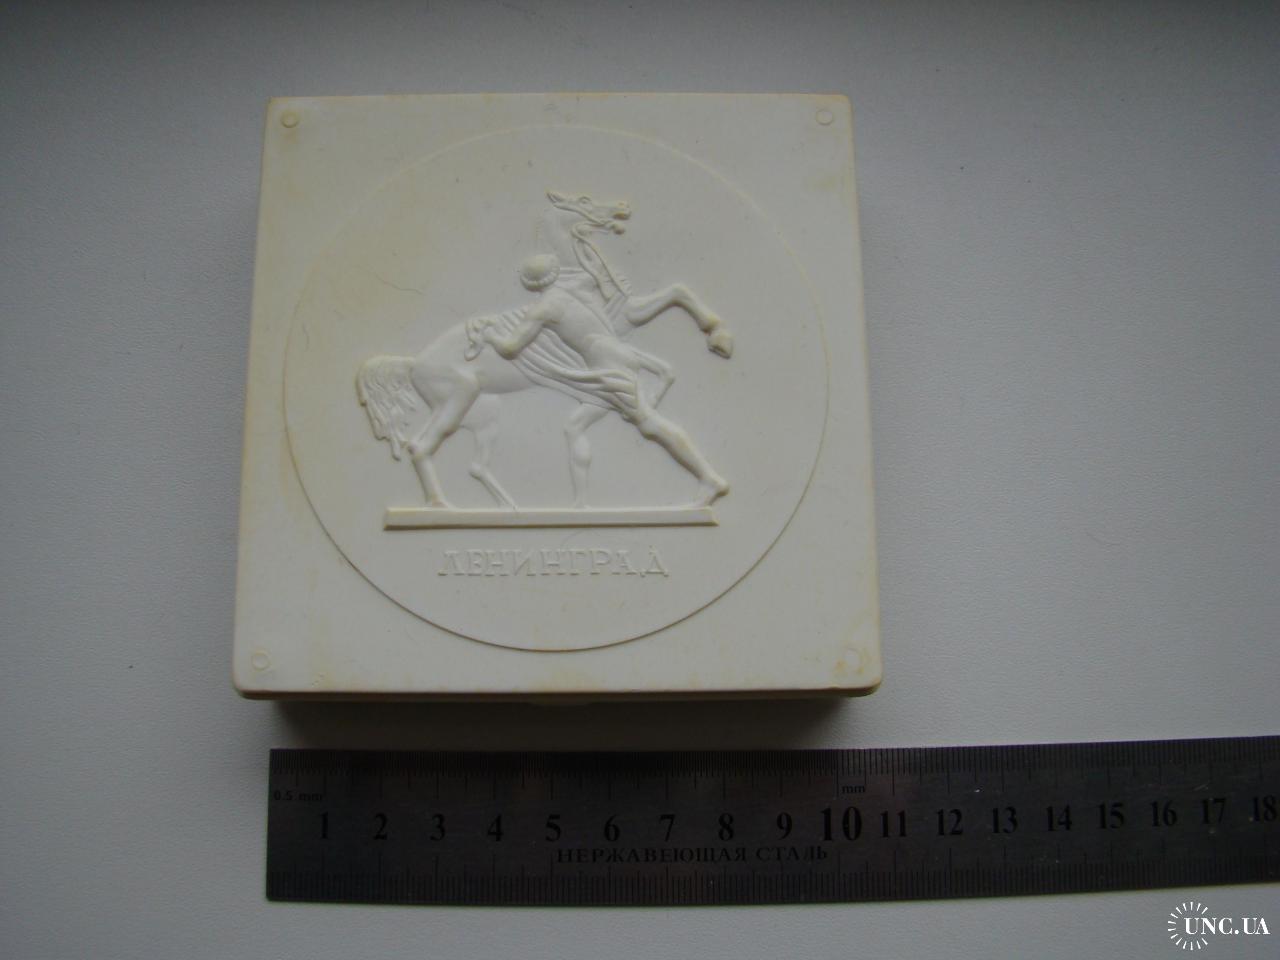 ЛЕНИНГРАД
0.5 mm
mm
1 2 3 4 5 6 7 8 9 10 11 12 13 14 15 16 17 18
НЕРЖАВЕЮЩАЯ СТАЛЬ
UNC.UA